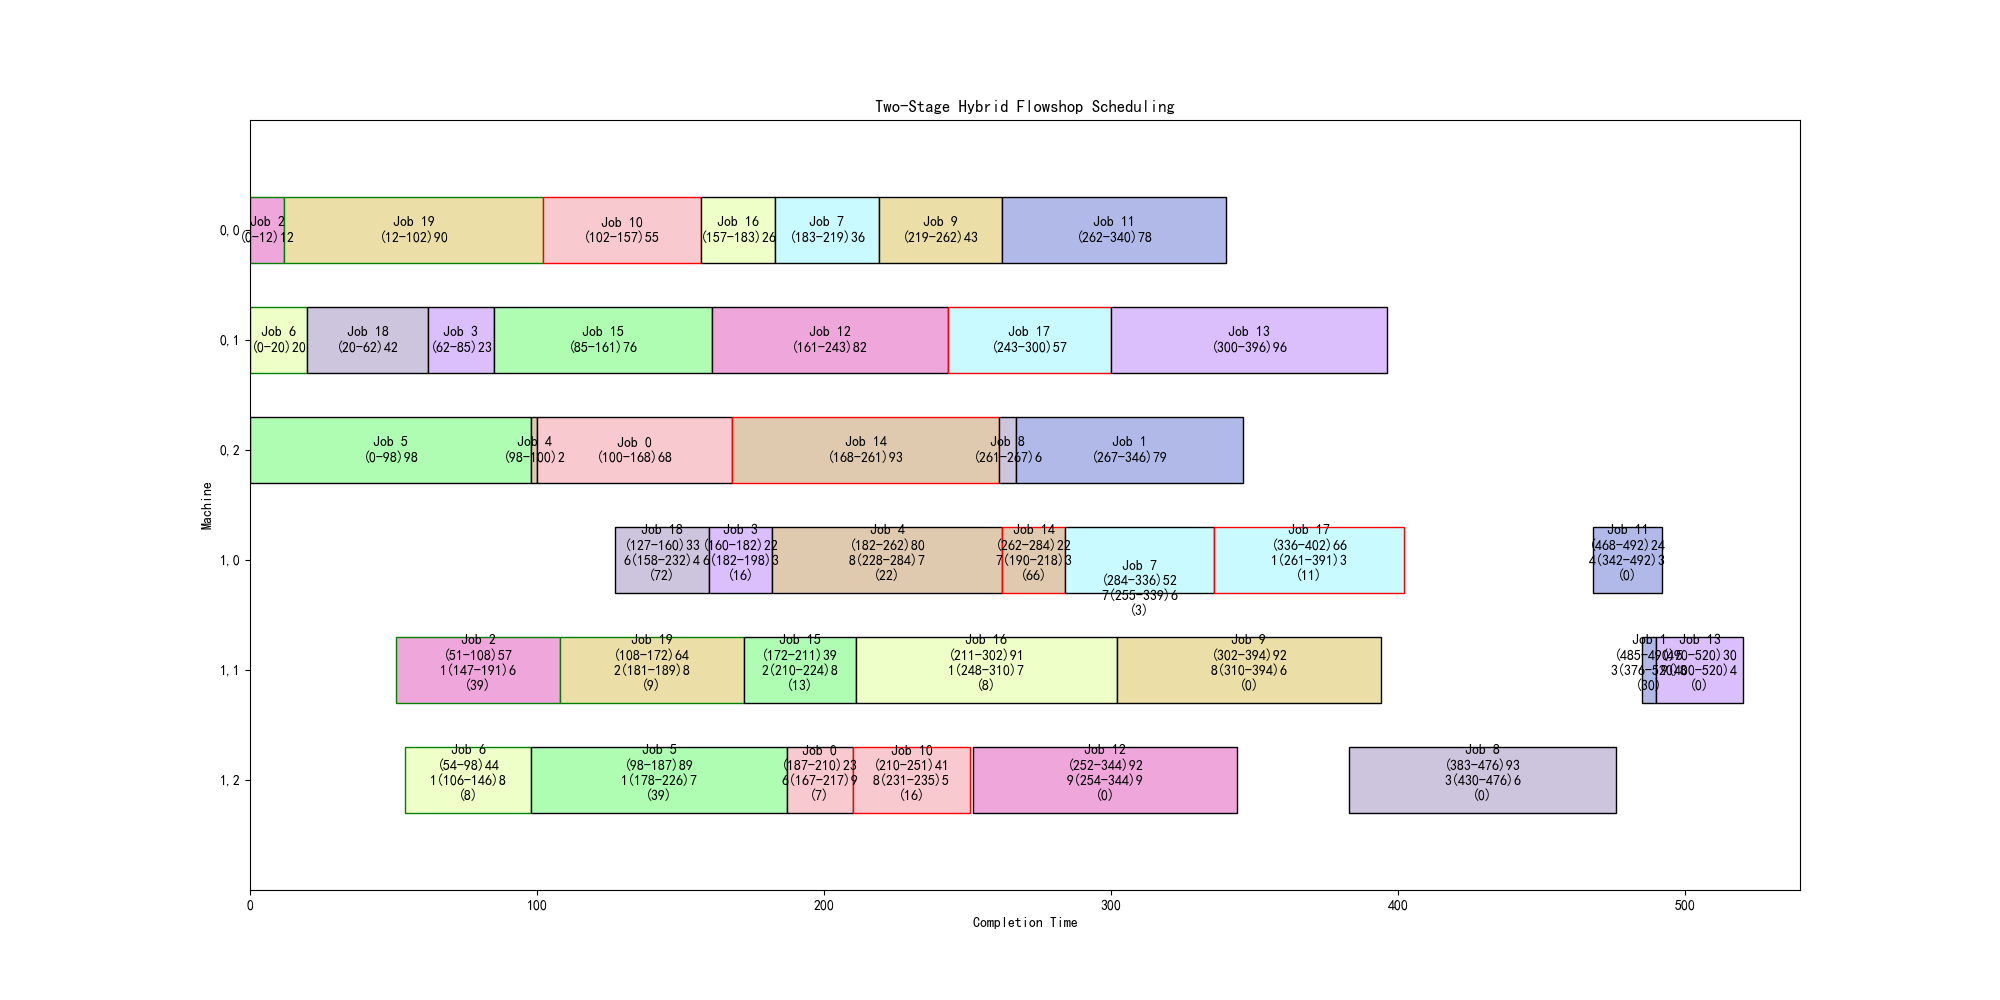 Two-Stage Hybrid Flowshop Scheduling
Machine
0,0
Job 2
(0-12)12
Job 19
(12-102)90
Job 10
(102-157)55
Job 16
(157-183)26
Job 7
(183-219)36
Job 9
(219-262)43
Job 11
(262-340)78
0,1
Job 6
(0-20)20
Job 18
(20-62)42
Job 3
(62-85)23
Job 15
(85-161)76
Job 12
(161-243)82
Job 17
(243-300)57
Job 13
(300-396)96
0,2
Job 5
(0-98)98
Job 4
(98-100)2
Job 0
(100-168)68
Job 14
(168-261)93
Job 8
(261-267)6
Job 1
(267-346)79
1,0
Job 18
(127-160)33
6(158-232)4
(72)
Job 3
(160-182)22
6(182-198)3
(16)
Job 4
(182-262)80
8(228-284)7
(22)
Job 14
(262-284)22
7(190-218)3
(66)
Job 7
(284-336)52
7(255-339)6
(3)
Job 17
(336-402)66
1(261-391)3
(11)
Job 11
(468-492)24
4(342-492)3
(0)
1,1
Job 2
(51-108)57
1(147-191)6
(39)
Job 19
(108-172)64
2(181-189)8
(9)
Job 15
(172-211)39
2(210-224)8
(13)
Job 16
(211-302)91
1(248-310)7
(8)
Job 9
(302-394)92
8(310-394)6
(0)
Job 1
(485-490)5
(30)
Job 13
(490-520)30
(0)
1,2
Job 6
(54-98)44
1(106-146)8
(8)
Job 5
(98-187)89
1(178-226)7
(39)
Job 0
(187-210)23
6(167-217)9
(7)
Job 10
(210-251)41
8(231-235)5
(16)
Job 12
(252-344)92
9(254-344)9
(0)
Job 8
(383-476)93
3(430-476)6
(0)
0
100
200
300
400
500
Completion Time